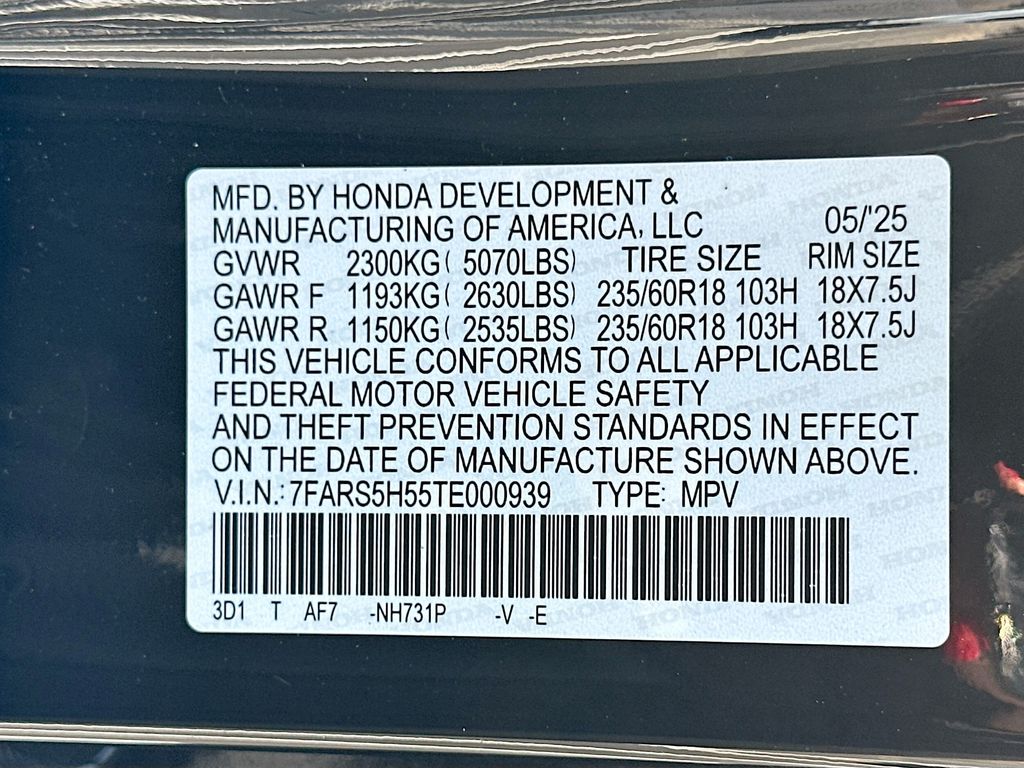 MFD. BY HONDA DEVELOPMENT &
MANUFACTURING OF AMERICA, LLC 05/'25
GVWR 2300KG( 5070LBS) TIRE SIZE RIM SIZE
GAWR F 1193KG( 2630LBS) 235/60R18 103H 18X7.5J
GAWR R 1150KG( 2535LBS) 235/60R18 103H 18X7.5J
THIS VEHICLE CONFORMS TO ALL APPLICABLE
FEDERAL MOTOR VEHICLE SAFETY
AND THEFT PREVENTION STANDARDS IN EFFECT
ON THE DATE OF MANUFACTURE SHOWN ABOVE.
V.I.N.: 7FARS5H55TE000939 TYPE: MPV
3D1 T AF7 -NH731P -V -E